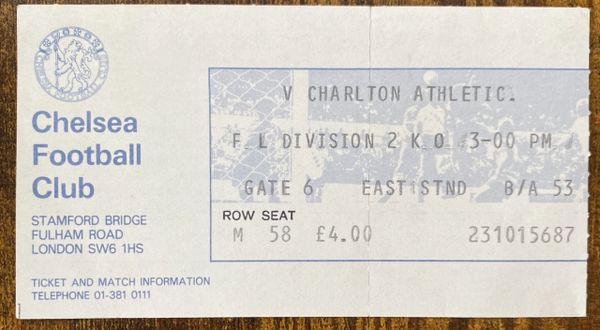 Chelsea
Football
Club
STAMFORD BRIDGE
FULHAM ROAD
LONDON SW6 1HS
TICKET AND MATCH INFORMATION
TELEPHONE 01-381 0111
V CHARLTON ATHLETIC.
F L DIVISION 2 K O 3-00 PM
GATE 6 EAST STND B/A 53
ROW SEAT
M 58 £4.00 231015687